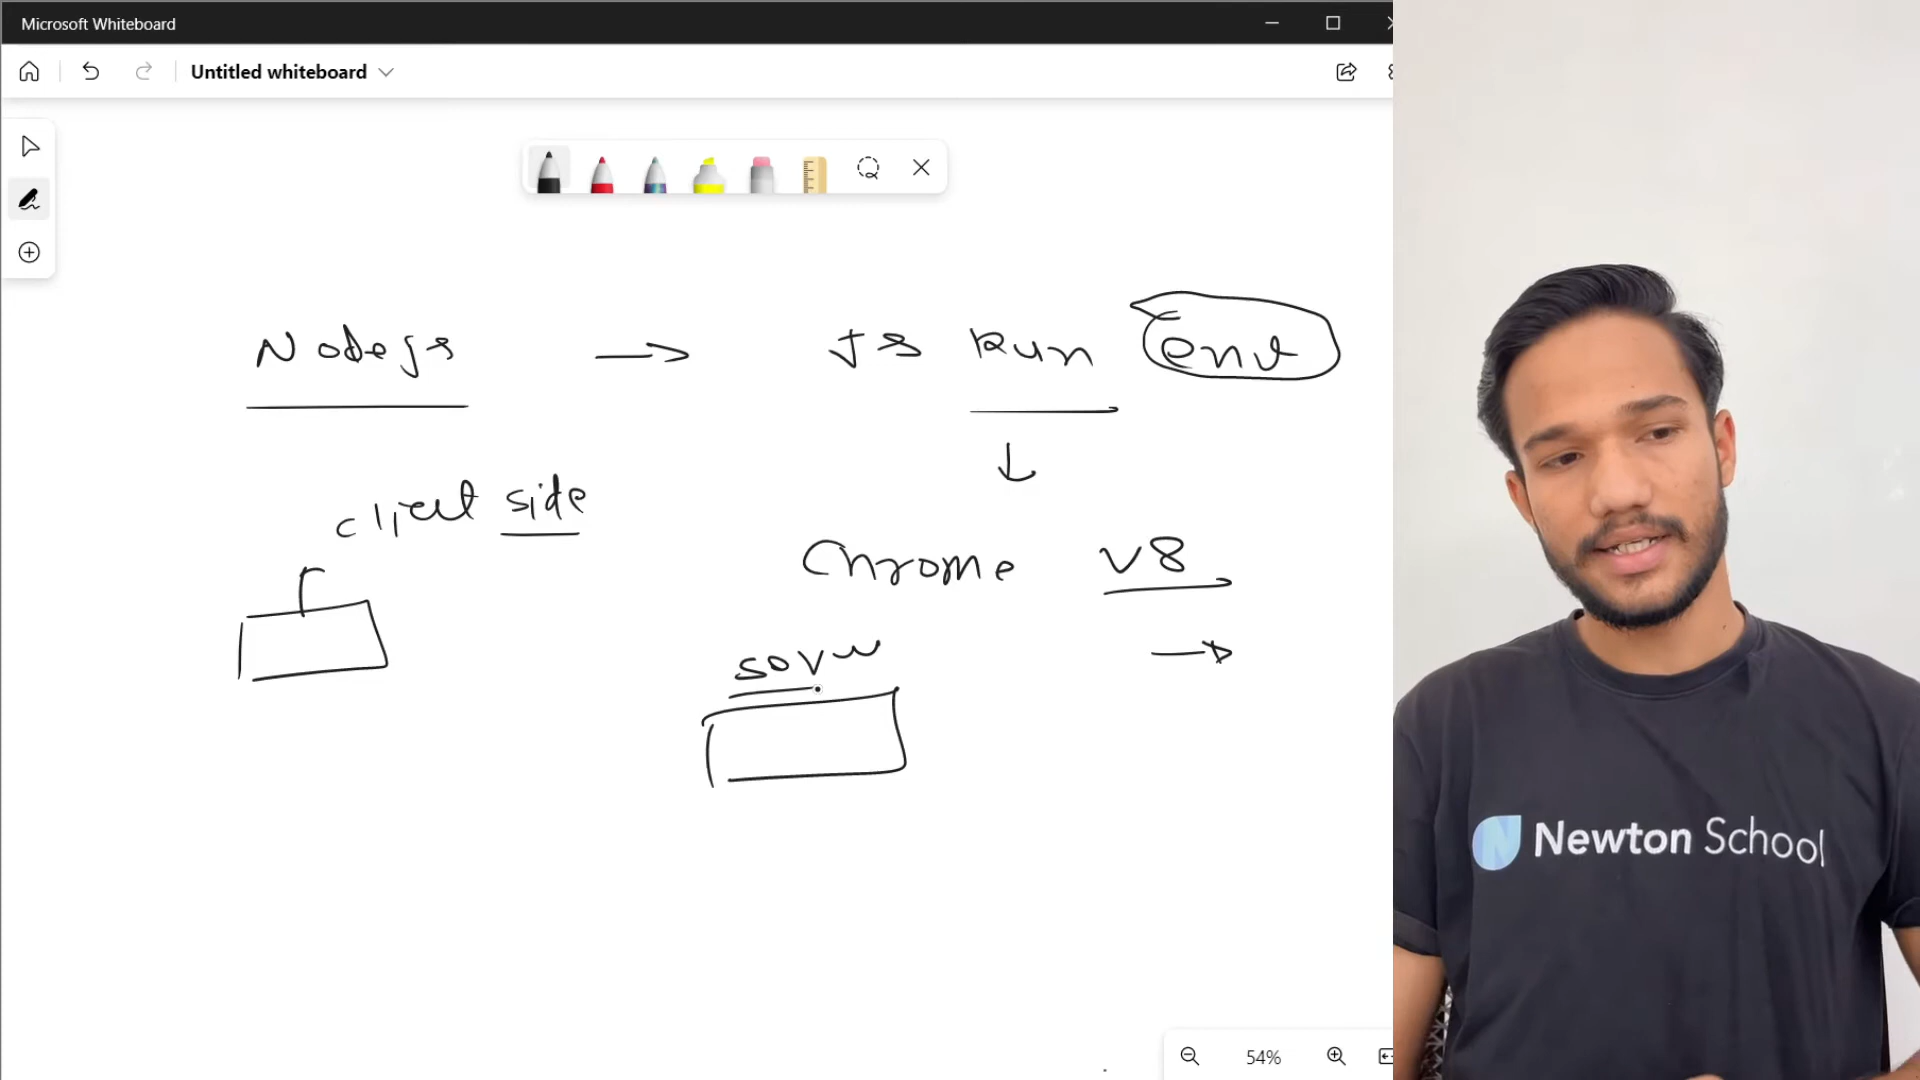 Microsoft Whiteboard
Untitled whiteboard
Nodejs → JS Run env
client side
Chrome v8
Newton School
54%